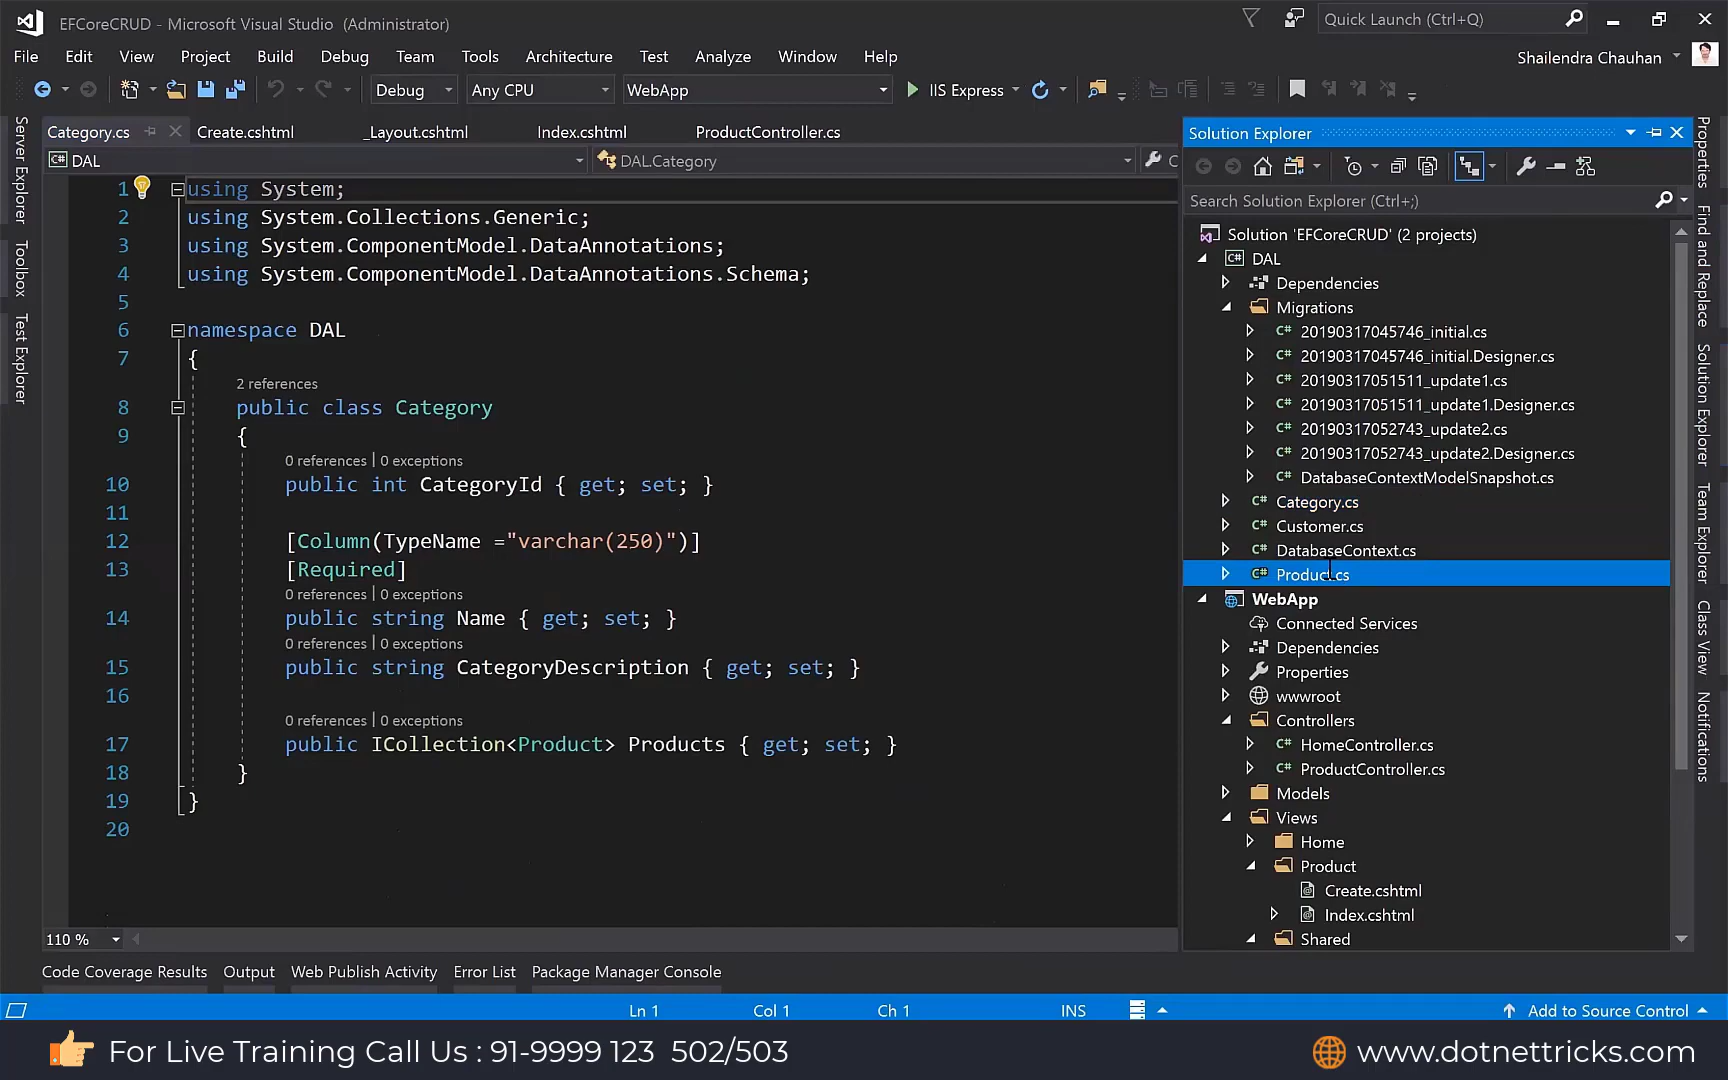 EFCoreCRUD - Microsoft Visual Studio (Administrator)
Quick Launch (Ctrl+Q)
File Edit View Project Build Debug Team Tools Architecture Test Analyze Window Help
Shailendra Chauhan
Debug Any CPU WebApp IIS Express
Server Explorer
Toolbox
Test Explorer
Category.cs Create.cshtml _Layout.cshtml Index.cshtml ProductController.cs
DAL DAL.Category
1 using System;
2 using System.Collections.Generic;
3 using System.ComponentModel.DataAnnotations;
4 using System.ComponentModel.DataAnnotations.Schema;
5
6 namespace DAL
7 {
2 references
8 public class Category
9 {
0 references | 0 exceptions
10 public int CategoryId { get; set; }
11
12 [Column(TypeName ="varchar(250)")]
13 [Required]
0 references | 0 exceptions
14 public string Name { get; set; }
0 references | 0 exceptions
15 public string CategoryDescription { get; set; }
16
0 references | 0 exceptions
17 public ICollection<Product> Products { get; set; }
18 }
19 }
20
110 %
Solution Explorer
Search Solution Explorer (Ctrl+;)
Solution 'EFCoreCRUD' (2 projects)
C# DAL
Dependencies
Migrations
C# 20190317045746_initial.cs
C# 20190317045746_initial.Designer.cs
C# 20190317051511_update1.cs
C# 20190317051511_update1.Designer.cs
C# 20190317052743_update2.cs
C# 20190317052743_update2.Designer.cs
C# DatabaseContextModelSnapshot.cs
C# Category.cs
C# Customer.cs
C# DatabaseContext.cs
C# Product.cs
WebApp
Connected Services
Dependencies
Properties
wwwroot
Controllers
C# HomeController.cs
C# ProductController.cs
Models
Views
Home
Product
Create.cshtml
Index.cshtml
Shared
Properties
Find and Replace
Solution Explorer
Team Explorer
Class View
Notifications
Code Coverage Results Output Web Publish Activity Error List Package Manager Console
Ln 1 Col 1 Ch 1 INS Add to Source Control
For Live Training Call Us : 91-9999 123 502/503
www.dotnettricks.com